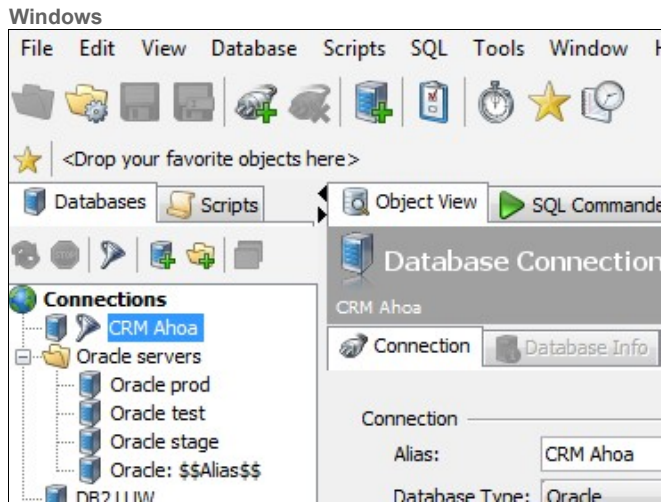 Windows
File Edit View Database Scripts SQL Tools Window
<Drop your favorite objects here>
Databases Scripts
Object View SQL Commande
Database Connection
CRM Ahoa
Connection Database Info
Connections
CRM Ahoa
Oracle servers
Oracle prod
Oracle test
Oracle stage
Oracle: $$Alias$$
DB2 LUW
Connection
Alias: CRM Ahoa
Database Type: Oracle